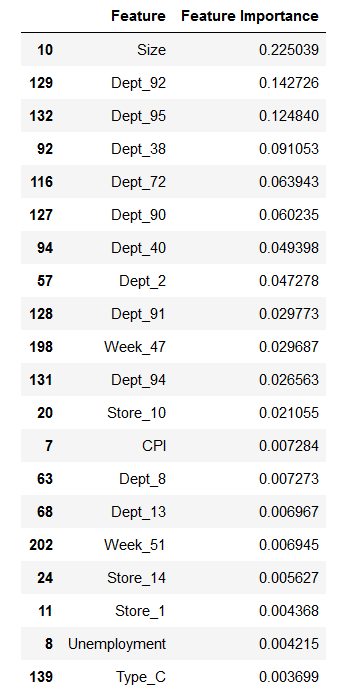 Feature Feature Importance
10 Size 0.225039
129 Dept_92 0.142726
132 Dept_95 0.124840
92 Dept_38 0.091053
116 Dept_72 0.063943
127 Dept_90 0.060235
94 Dept_40 0.049398
57 Dept_2 0.047278
128 Dept_91 0.029773
198 Week_47 0.029687
131 Dept_94 0.026563
20 Store_10 0.021055
7 CPI 0.007284
63 Dept_8 0.007273
68 Dept_13 0.006967
202 Week_51 0.006945
24 Store_14 0.005627
11 Store_1 0.004368
8 Unemployment 0.004215
139 Type_C 0.003699